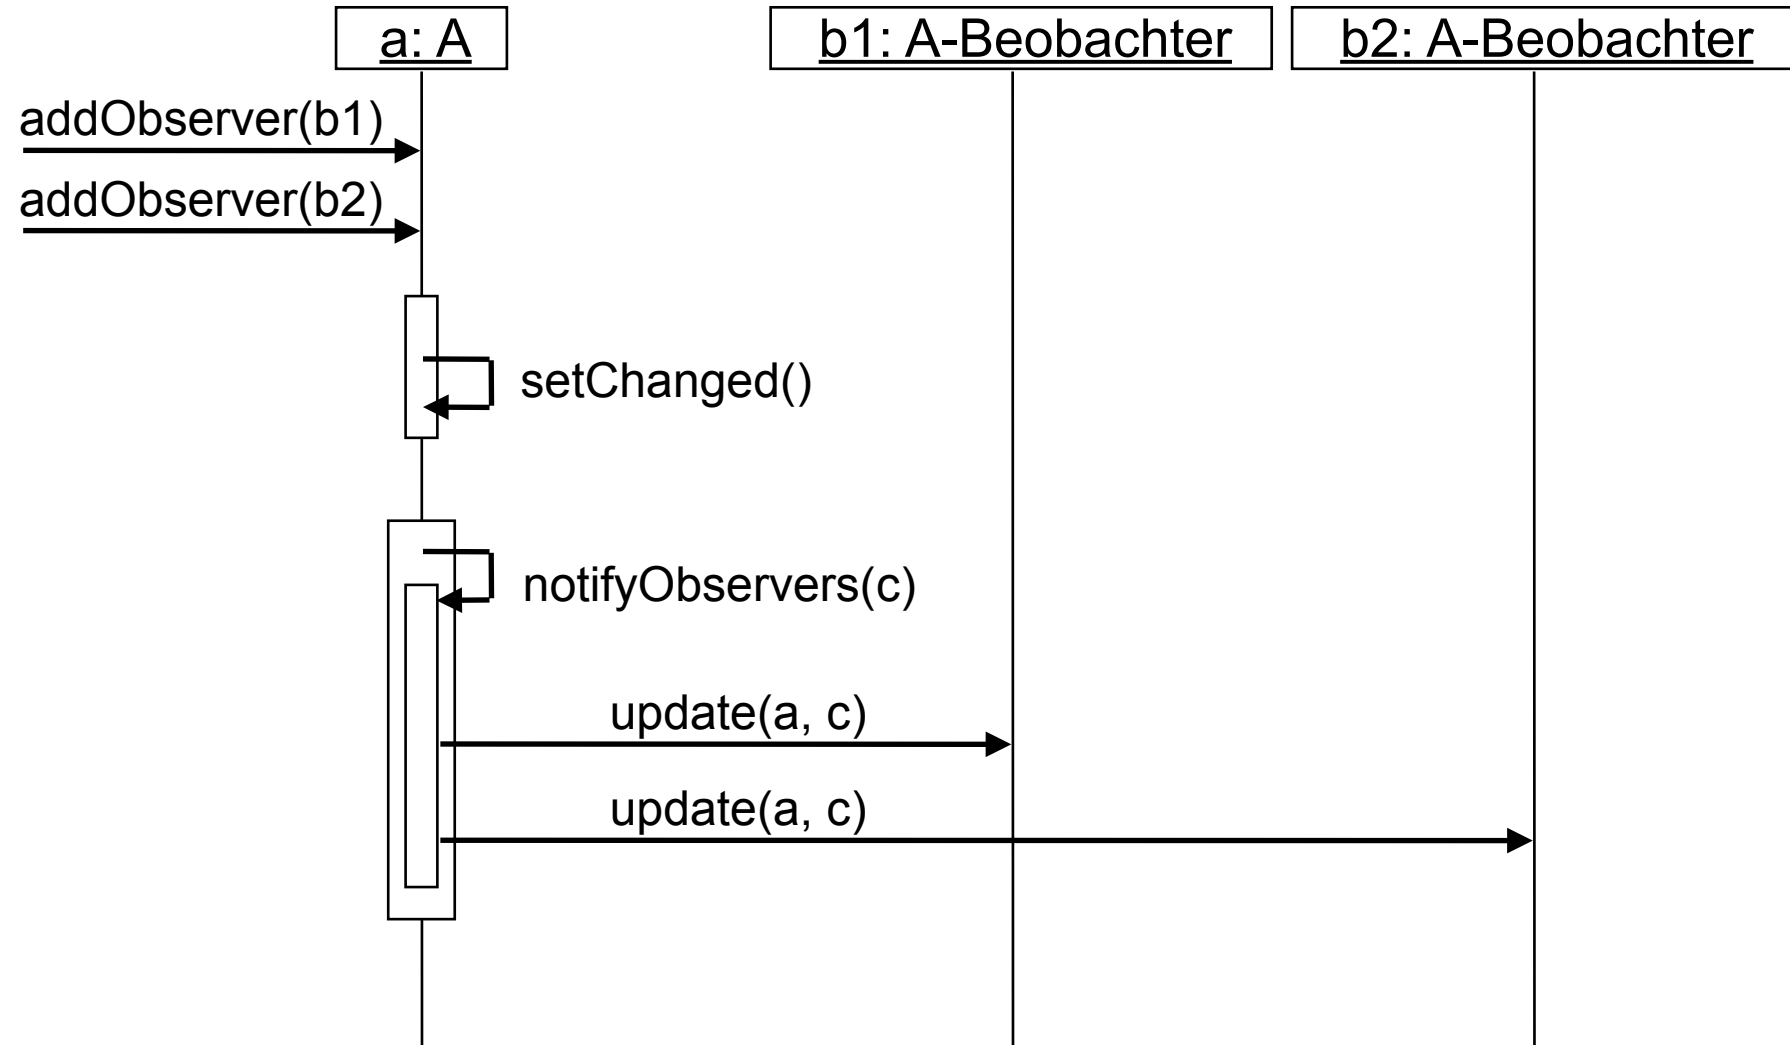 a: A
b1: A-Beobachter
b2: A-Beobachter
addObserver(b1)
addObserver(b2)
setChanged()
notifyObservers(c)
update(a, c)
update(a, c)